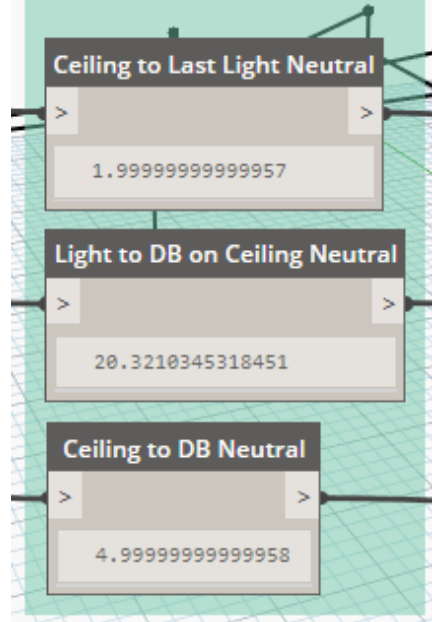 Ceiling to Last Light Neutral
> >
1.99999999999957
Light to DB on Ceiling Neutral
> >
20.3210345318451
Ceiling to DB Neutral
> >
4.99999999999958